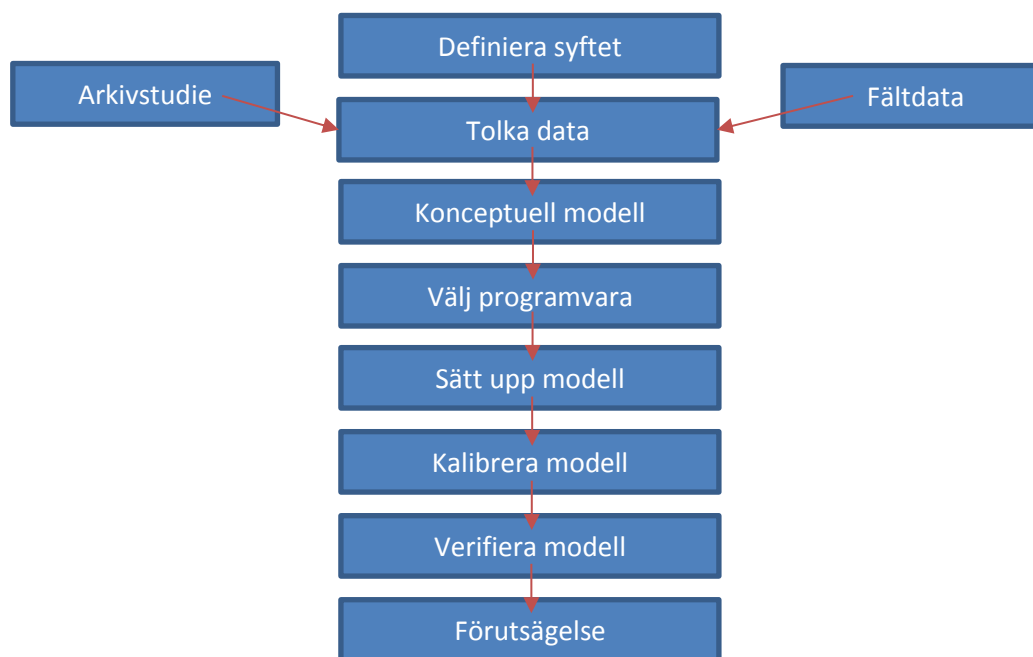 Definiera syftet
Arkivstudie
Fältdata
Tolka data
Konceptuell modell
Välj programvara
Sätt upp modell
Kalibrera modell
Verifiera modell
Förutsägelse